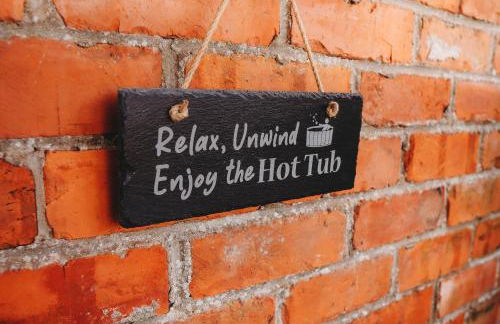 Relax, Unwind
Enjoy the Hot Tub